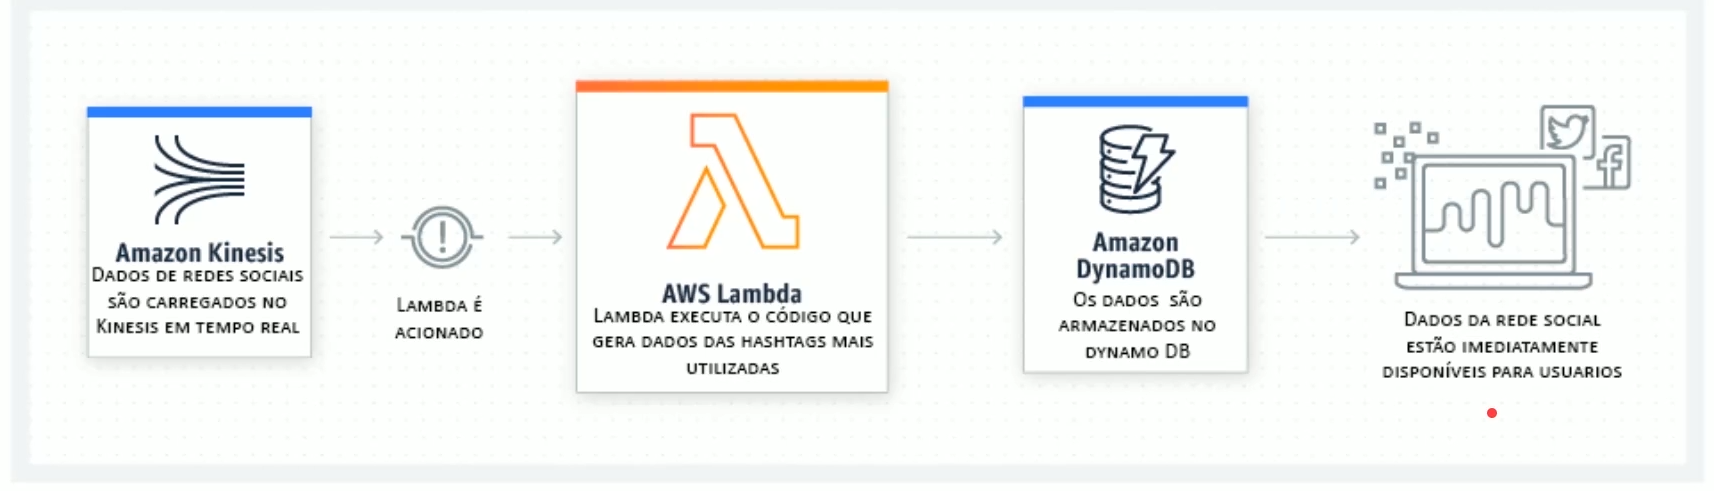 Amazon Kinesis
Dados de redes sociais
são carregados no
Kinesis em tempo real
Lambda é
acionado
AWS Lambda
Lambda executa o código que
gera dados das hashtags mais
utilizadas
Amazon
DynamoDB
Os dados são
armazenados no
dynamo DB
Dados da rede social
estão imediatamente
disponíveis para usuarios